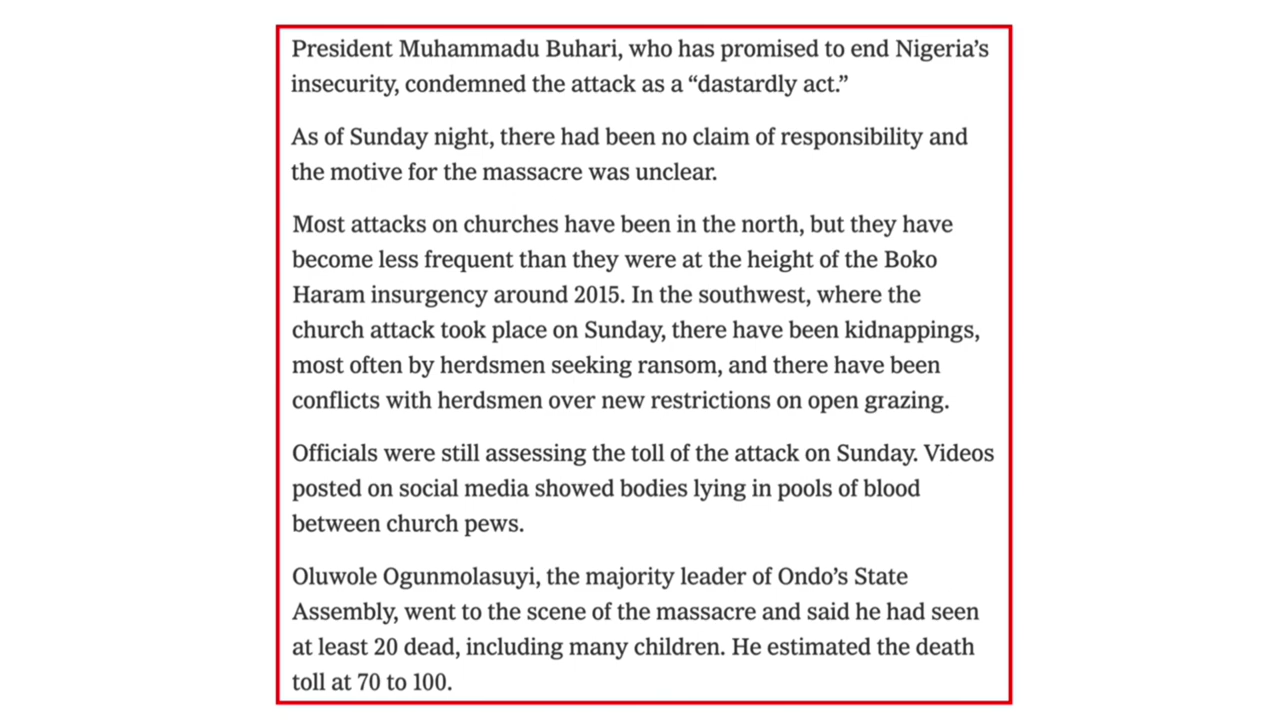 President Muhammadu Buhari, who has promised to end Nigeria’s
insecurity, condemned the attack as a “dastardly act.”
As of Sunday night, there had been no claim of responsibility and
the motive for the massacre was unclear.
Most attacks on churches have been in the north, but they have
become less frequent than they were at the height of the Boko
Haram insurgency around 2015. In the southwest, where the
church attack took place on Sunday, there have been kidnappings,
most often by herdsmen seeking ransom, and there have been
conflicts with herdsmen over new restrictions on open grazing.
Officials were still assessing the toll of the attack on Sunday. Videos
posted on social media showed bodies lying in pools of blood
between church pews.
Oluwole Ogunmolasuyi, the majority leader of Ondo’s State
Assembly, went to the scene of the massacre and said he had seen
at least 20 dead, including many children. He estimated the death
toll at 70 to 100.